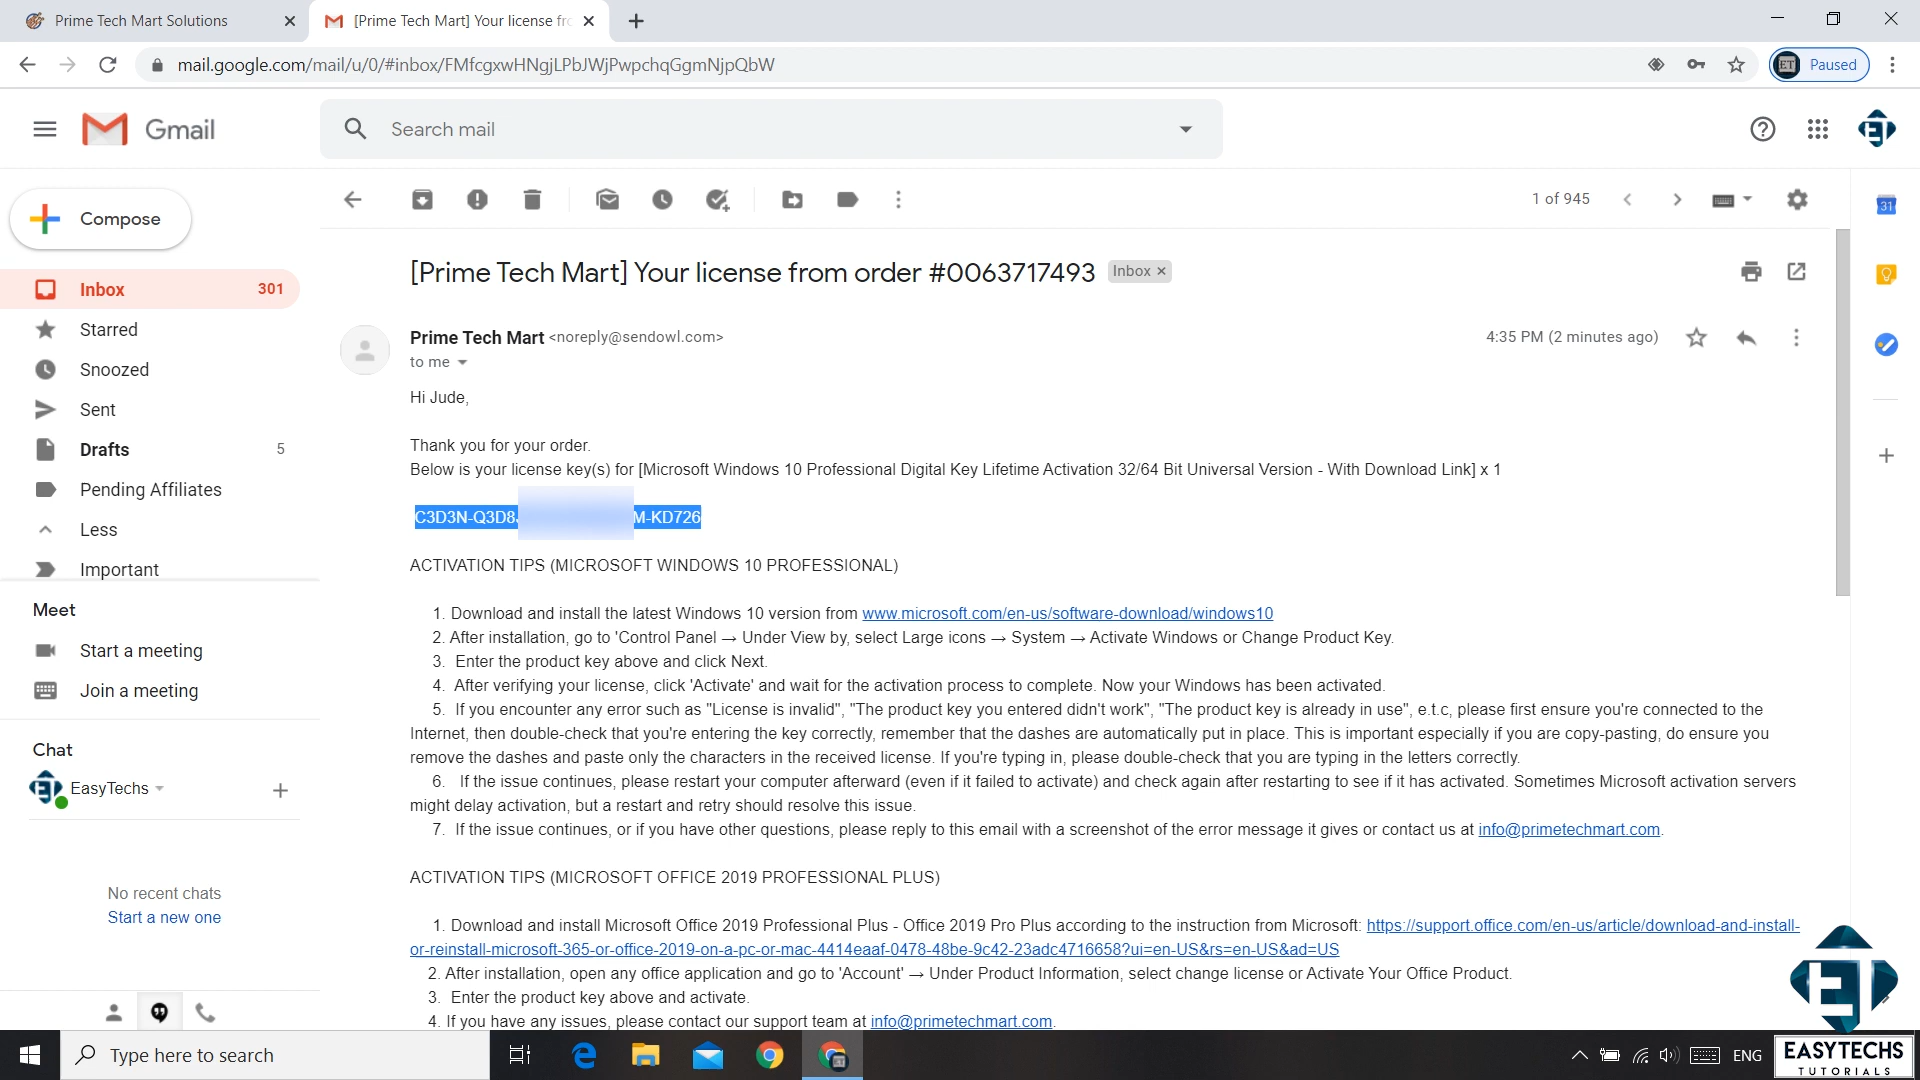 Prime Tech Mart Solutions
[Prime Tech Mart] Your license fro
mail.google.com/mail/u/0/#inbox/FMfcgxwHNgjLPbJWjPwpchqGgmNjpQbW
ET
Paused
Gmail
Search mail
Compose
1 of 945
31
[Prime Tech Mart] Your license from order #0063717493
Inbox ×
Inbox 301
Starred
Snoozed
Sent
Drafts 5
Pending Affiliates
Less
Important
Meet
Start a meeting
Join a meeting
Chat
EasyTechs
No recent chats
Start a new one
Prime Tech Mart <noreply@sendowl.com>
4:35 PM (2 minutes ago)
to me
Hi Jude,
Thank you for your order.
Below is your license key(s) for [Microsoft Windows 10 Professional Digital Key Lifetime Activation 32/64 Bit Universal Version - With Download Link] x 1
C3D3N-Q3D8 M-KD726
ACTIVATION TIPS (MICROSOFT WINDOWS 10 PROFESSIONAL)
1. Download and install the latest Windows 10 version from www.microsoft.com/en-us/software-download/windows10
2. After installation, go to 'Control Panel → Under View by, select Large icons → System → Activate Windows or Change Product Key.
3. Enter the product key above and click Next.
4. After verifying your license, click 'Activate' and wait for the activation process to complete. Now your Windows has been activated.
5. If you encounter any error such as "License is invalid", "The product key you entered didn't work", "The product key is already in use", e.t.c, please first ensure you're connected to the
Internet, then double-check that you're entering the key correctly, remember that the dashes are automatically put in place. This is important especially if you are copy-pasting, do ensure you
remove the dashes and paste only the characters in the received license. If you're typing in, please double-check that you are typing in the letters correctly.
6. If the issue continues, please restart your computer afterward (even if it failed to activate) and check again after restarting to see if it has activated. Sometimes Microsoft activation servers
might delay activation, but a restart and retry should resolve this issue.
7. If the issue continues, or if you have other questions, please reply to this email with a screenshot of the error message it gives or contact us at info@primetechmart.com.
ACTIVATION TIPS (MICROSOFT OFFICE 2019 PROFESSIONAL PLUS)
1. Download and install Microsoft Office 2019 Professional Plus - Office 2019 Pro Plus according to the instruction from Microsoft: https://support.office.com/en-us/article/download-and-install-
or-reinstall-microsoft-365-or-office-2019-on-a-pc-or-mac-4414eaaf-0478-48be-9c42-23adc4716658?ui=en-US&rs=en-US&ad=US
2. After installation, open any office application and go to 'Account' → Under Product Information, select change license or Activate Your Office Product.
3. Enter the product key above and activate.
4. If you have any issues, please contact our support team at info@primetechmart.com.
Type here to search
ENG
EASYTECHS
TUTORIALS